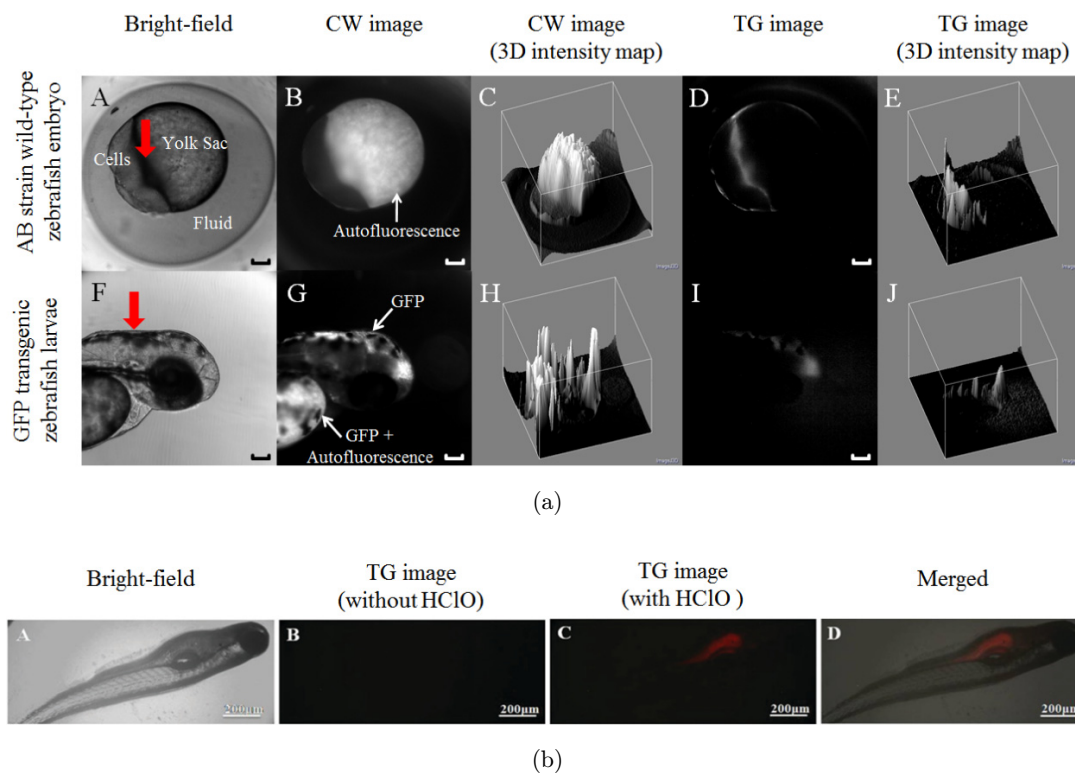 Bright-field
CW image
CW image
(3D intensity map)
TG image
TG image
(3D intensity map)
AB strain wild-type
zebrafish embryo
A
Cells
Yolk Sac
Fluid
B
Autofluorescence
C
D
E
GFP transgenic
zebrafish larvae
F
G
GFP
GFP +
Autofluorescence
H
I
J
(a)
Bright-field
TG image
(without HClO)
TG image
(with HClO )
Merged
A
200μm
B
200μm
C
200μm
D
200μm
(b)